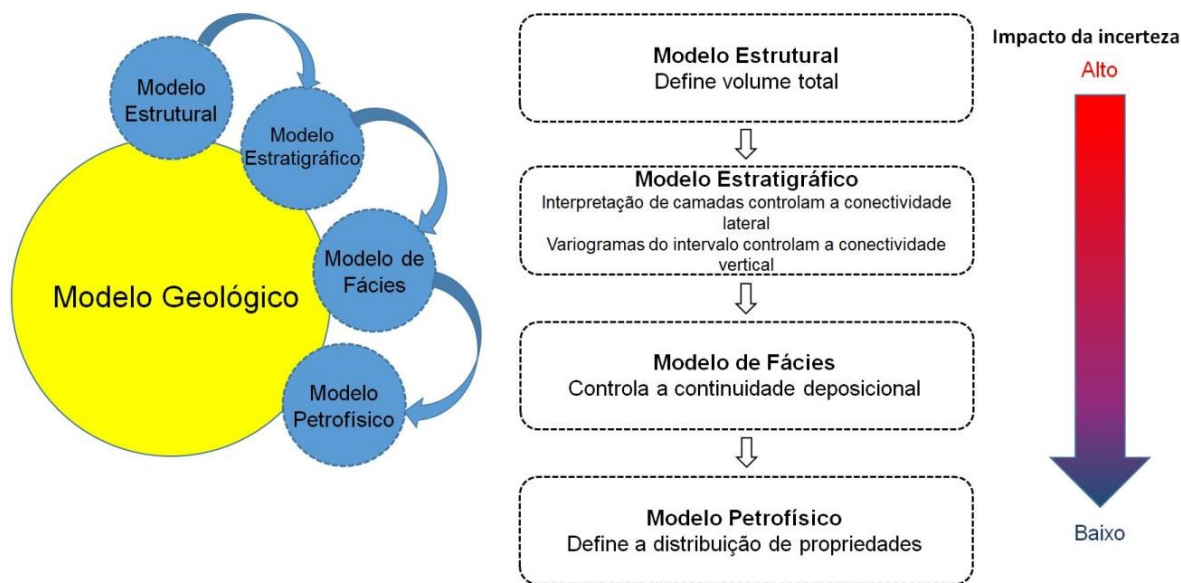 Modelo
Estrutural
Modelo
Estratigráfico
Modelo de
Fácies
Modelo Geológico
Modelo
Petrofísico
Modelo Estrutural
Define volume total
Modelo Estratigráfico
Interpretação de camadas controlam a conectividade
lateral
Variogramas do intervalo controlam a conectividade
vertical
Modelo de Fácies
Controla a continuidade deposicional
Modelo Petrofísico
Define a distribuição de propriedades
Impacto da incerteza
Alto
Baixo